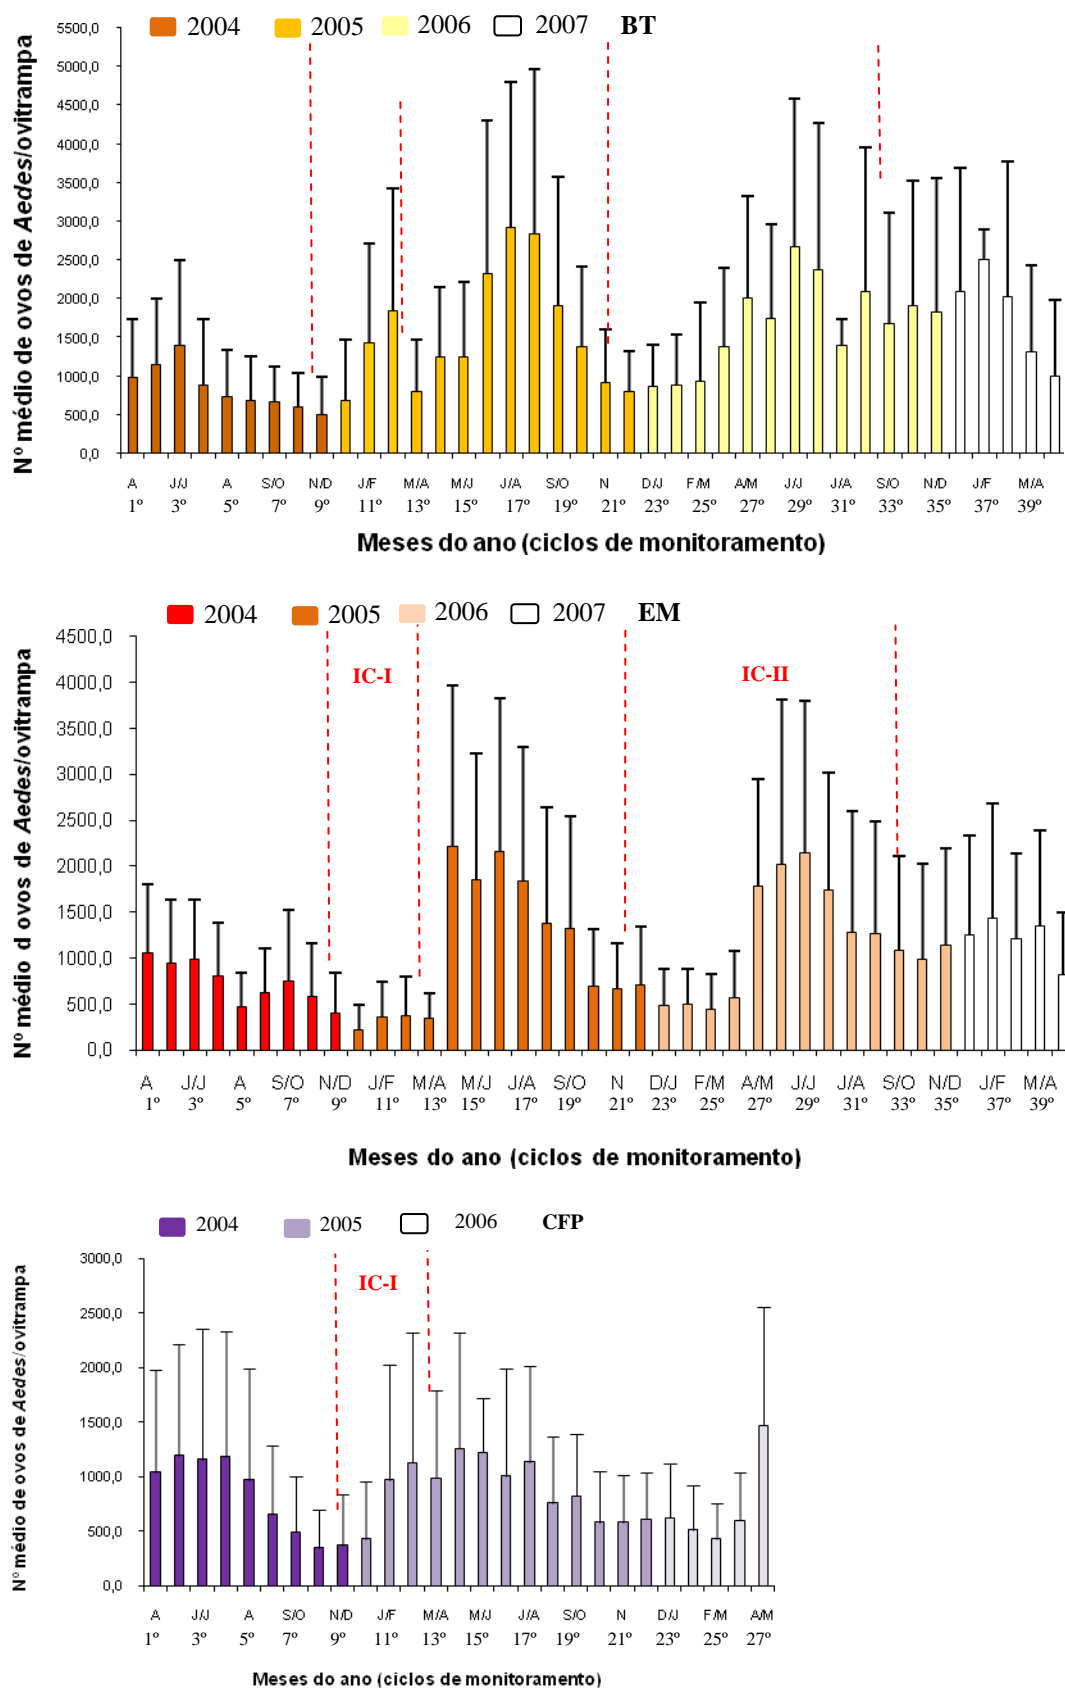 2004 2005 2006 2007 BT
Nº médio de ovos de Aedes/ovitrampa
5500,0
5000,0
4500,0
4000,0
3500,0
3000,0
2500,0
2000,0
1500,0
1000,0
500,0
0,0
A J/J A S/O N/D J/F M/A M/J J/A S/O N D/J F/M A/M J/J J/A S/O N/D J/F M/A
1º 3º 5º 7º 9º 11º 13º 15º 17º 19º 21º 23º 25º 27º 29º 31º 33º 35º 37º 39º
Meses do ano (ciclos de monitoramento)
2004 2005 2006 2007 EM
Nº médio d ovos de Aedes/ovitrampa
4500,0
4000,0
3500,0
3000,0
2500,0
2000,0
1500,0
1000,0
500,0
0,0
IC-I IC-II
A J/J A S/O N/D J/F M/A M/J J/A S/O N D/J F/M A/M J/J J/A S/O N/D J/F M/A
1º 3º 5º 7º 9º 11º 13º 15º 17º 19º 21º 23º 25º 27º 29º 31º 33º 35º 37º 39º
Meses do ano (ciclos de monitoramento)
2004 2005 2006 CFP
Nº médio de ovos de Aedes/ovitrampa
3000,0
2500,0
2000,0
1500,0
1000,0
500,0
0,0
IC-I
A J/J A S/O N/D J/F M/A M/J J/A S/O N D/J F/M A/M
1º 3º 5º 7º 9º 11º 13º 15º 17º 19º 21º 23º 25º 27º
Meses do ano (ciclos de monitoramento)